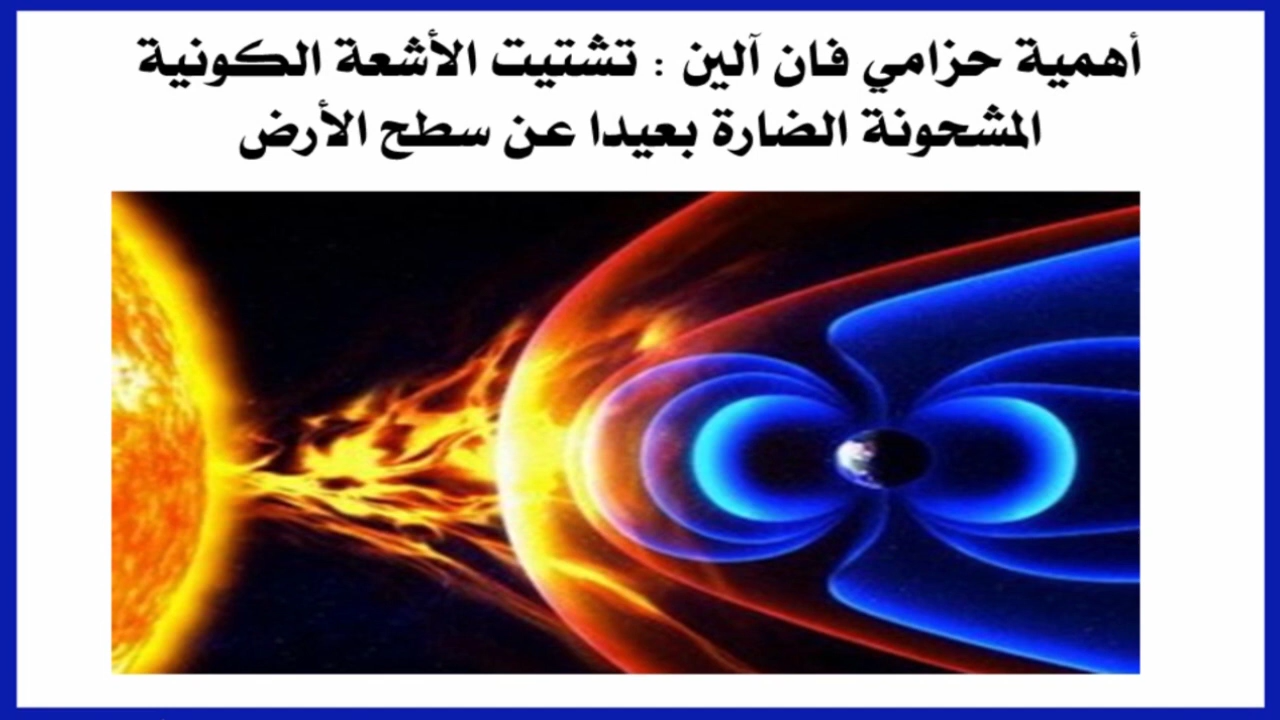 أهمية حزامي فان آلين : تشتيت الأشعة الكونية
المشحونة الضارة بعيدا عن سطح الأرض